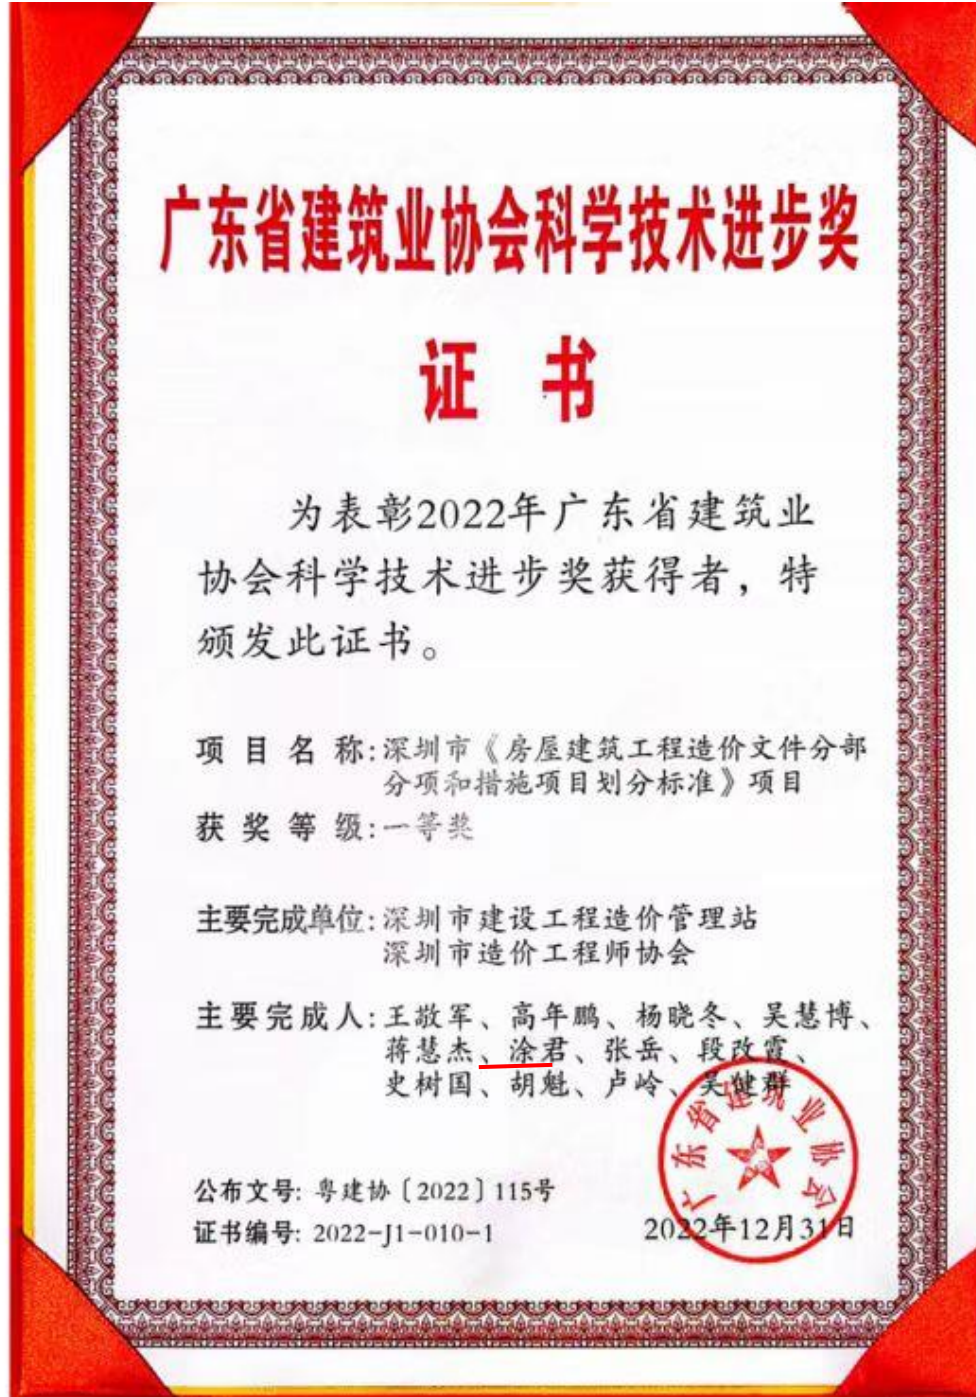 广东省建筑业协会科学技术进步奖
证 书
为表彰2022年广东省建筑业
协会科学技术进步奖获得者，特
颁发此证书。
项目名称:深圳市《房屋建筑工程造价文件分部
分项和措施项目划分标准》项目
获奖等级:一等奖
主要完成单位:深圳市建设工程造价管理站
深圳市造价工程师协会
主要完成人:王敬军、高年鹏、杨晓冬、吴慧博、
蒋慧杰、涂君、张岳、段改霞、
史树国、胡魁、卢岭、吴健群
广东省建筑业协会
公布文号: 粤建协〔2022〕115号
证书编号: 2022-J1-010-1
2022年12月31日